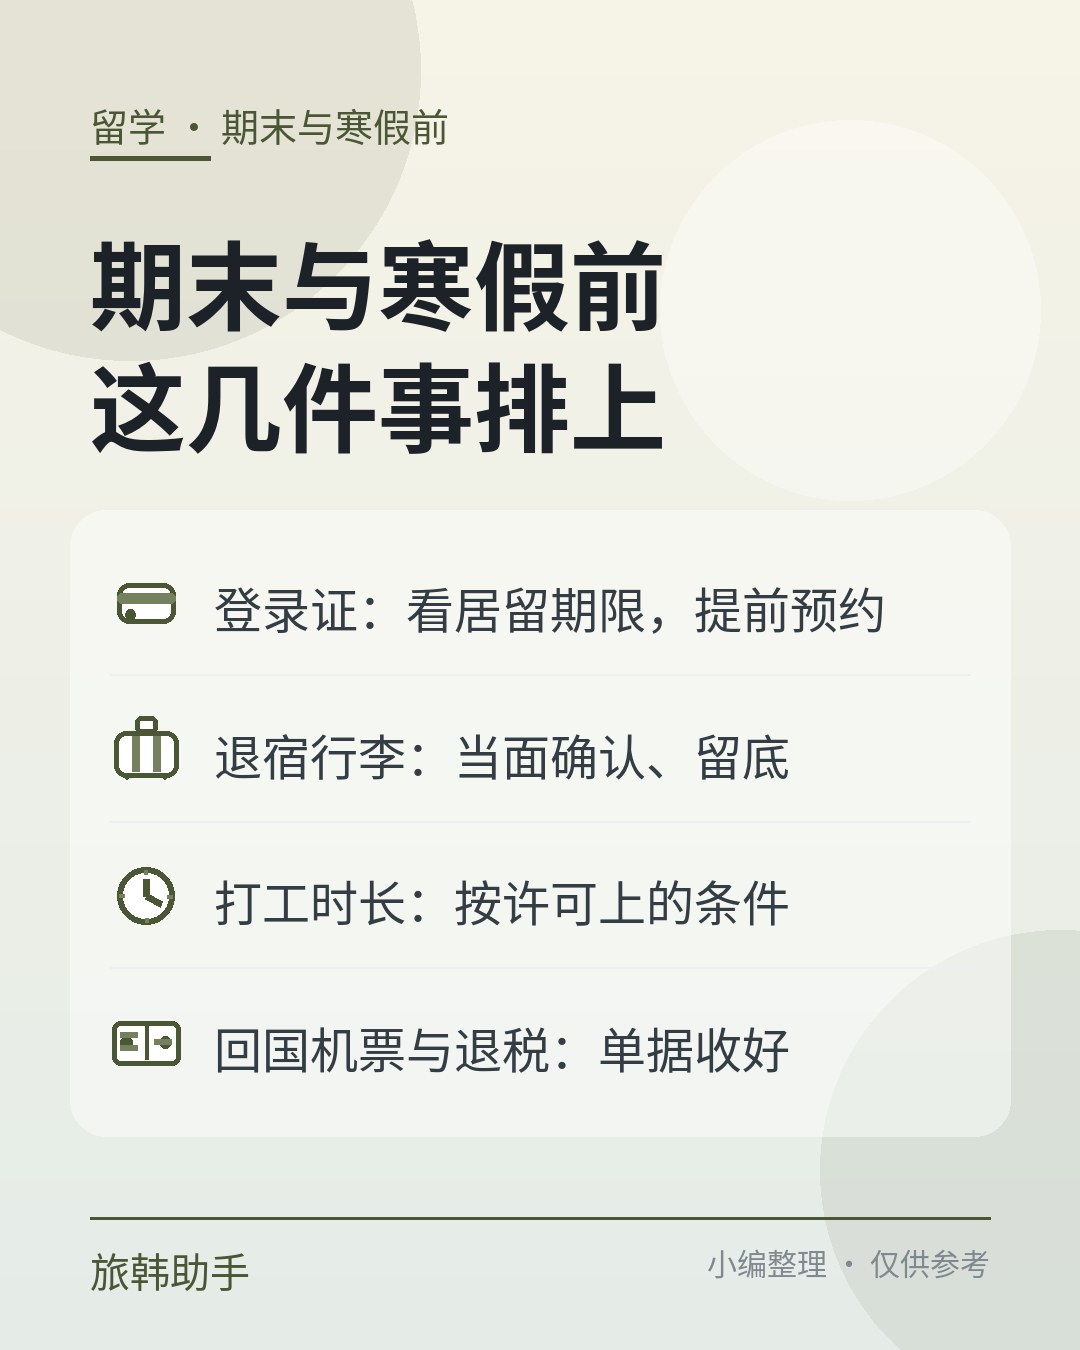 留学 · 期末与寒假前
期末与寒假前
这几件事排上
登录证：看居留期限，提前预约
退宿行李：当面确认、留底
打工时长：按许可上的条件
回国机票与退税：单据收好
旅韩助手
小编整理 · 仅供参考